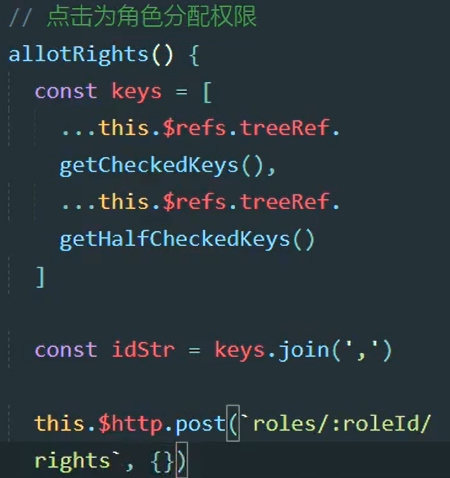 // 点击为角色分配权限
allotRights() {
const keys = [
...this.$refs.treeRef.
getCheckedKeys(),
...this.$refs.treeRef.
getHalfCheckedKeys()
]
const idStr = keys.join(',')
this.$http.post(`roles/:roleId/
rights`, {})